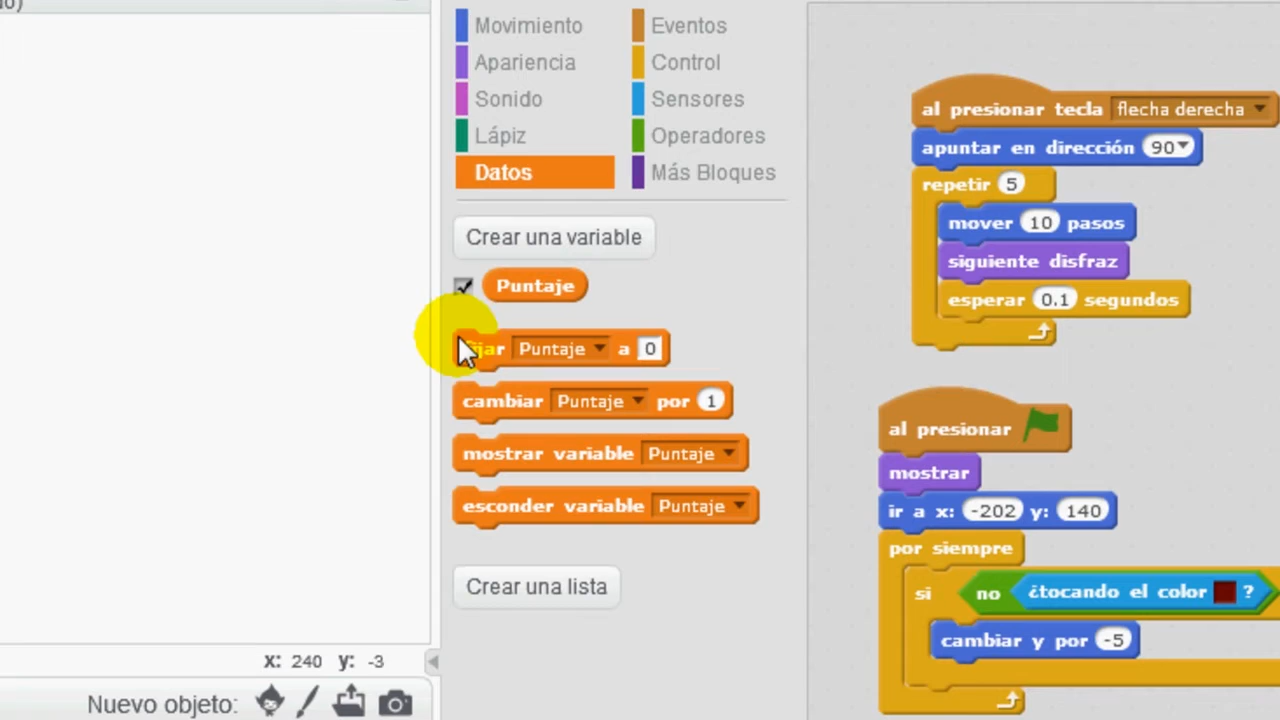 Movimiento
Apariencia
Sonido
Lápiz
Datos
Eventos
Control
Sensores
Operadores
Más Bloques
Crear una variable
Puntaje
Puntaje a 0
cambiar Puntaje por 1
mostrar variable Puntaje
esconder variable Puntaje
Crear una lista
al presionar tecla flecha derecha
apuntar en dirección 90
repetir 5
mover 10 pasos
siguiente disfraz
esperar 0.1 segundos
al presionar
mostrar
ir a x: -202 y: 140
por siempre
si no ¿tocando el color ?
cambiar y por -5
x: 240 y: -3
Nuevo objeto: